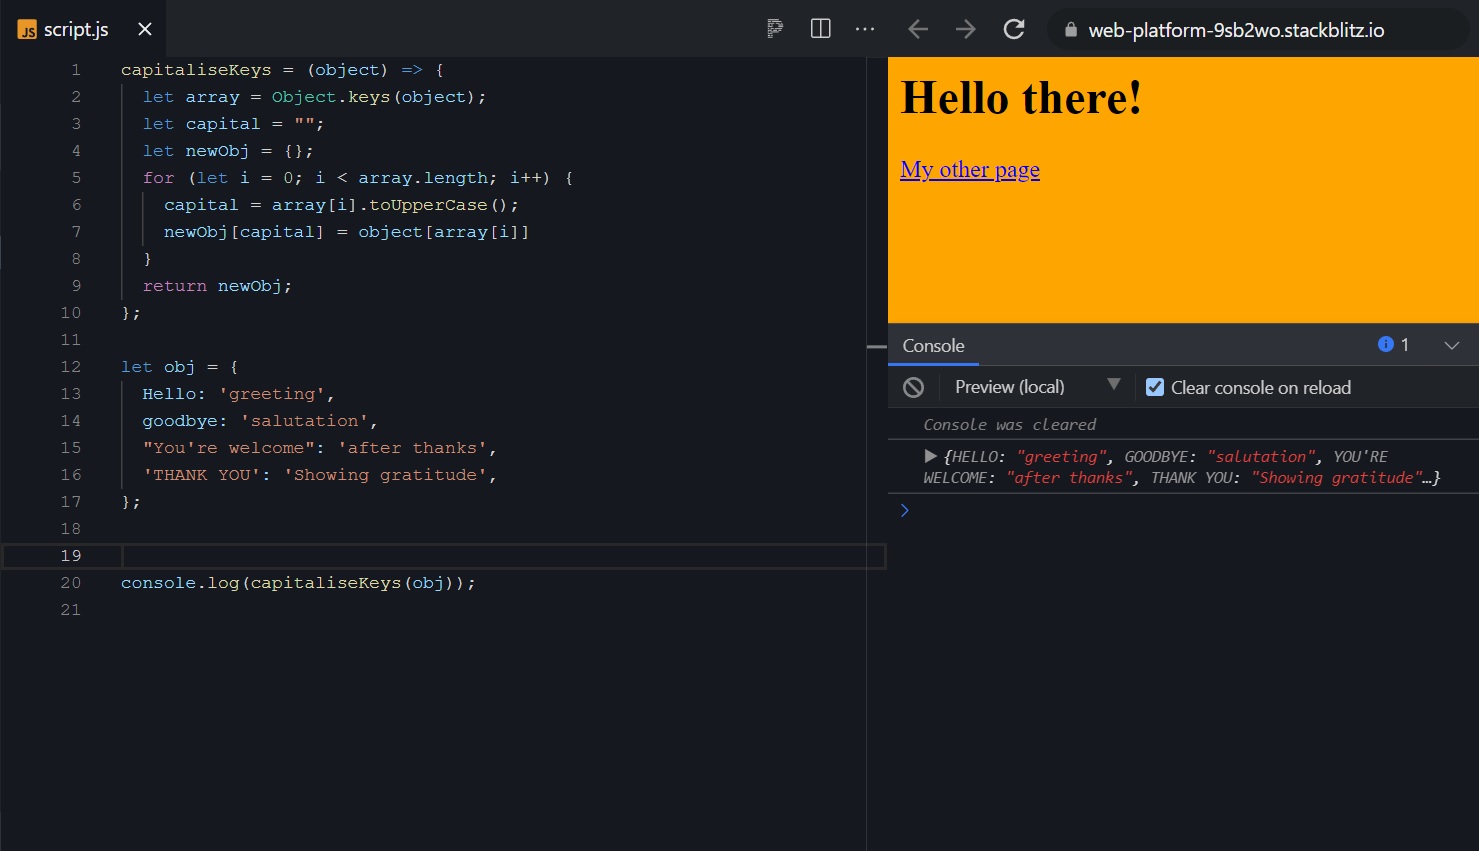 JS script.js
web-platform-9sb2wo.stackblitz.io
1 capitaliseKeys = (object) => {
2 let array = Object.keys(object);
3 let capital = "";
4 let newObj = {};
5 for (let i = 0; i < array.length; i++) {
6 capital = array[i].toUpperCase();
7 newObj[capital] = object[array[i]]
8 }
9 return newObj;
10 };
11
12 let obj = {
13 Hello: 'greeting',
14 goodbye: 'salutation',
15 "You're welcome": 'after thanks',
16 'THANK YOU': 'Showing gratitude',
17 };
18
19
20 console.log(capitaliseKeys(obj));
21
Hello there!
My other page
Console
1
Preview (local)
Clear console on reload
Console was cleared
{HELLO: "greeting", GOODBYE: "salutation", YOU'RE
WELCOME: "after thanks", THANK YOU: "Showing gratitude"…}